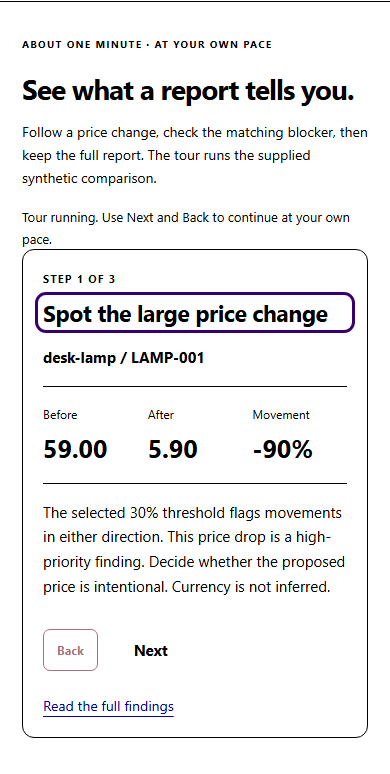 ABOUT ONE MINUTE · AT YOUR OWN PACE
See what a report tells you.
Follow a price change, check the matching blocker, then
keep the full report. The tour runs the supplied
synthetic comparison.
Tour running. Use Next and Back to continue at your own
pace.
STEP 1 OF 3
Spot the large price change
desk-lamp / LAMP-001
Before After Movement
59.00 5.90 -90%
The selected 30% threshold flags movements
in either direction. This price drop is a high-
priority finding. Decide whether the proposed
price is intentional. Currency is not inferred.
Back Next
Read the full findings